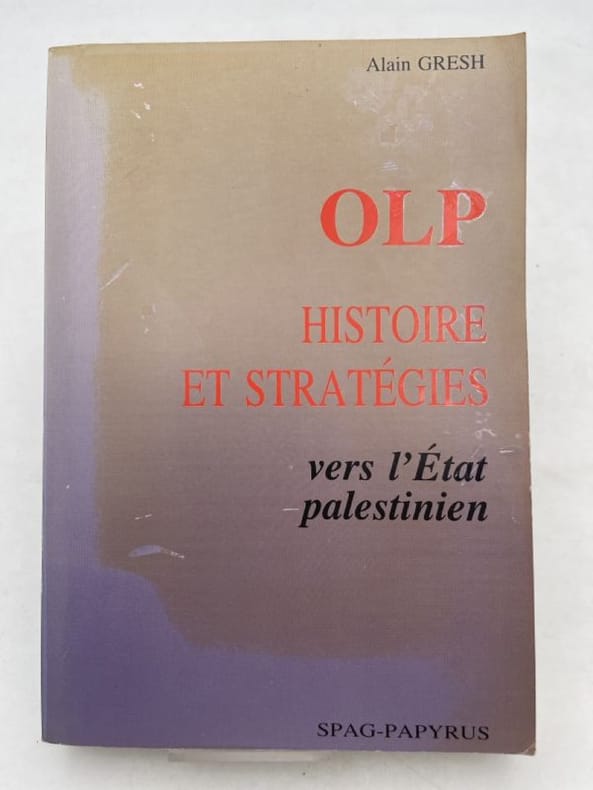 Alain GRESH
OLP
HISTOIRE
ET STRATÉGIES
vers l'État
palestinien
SPAG-PAPYRUS